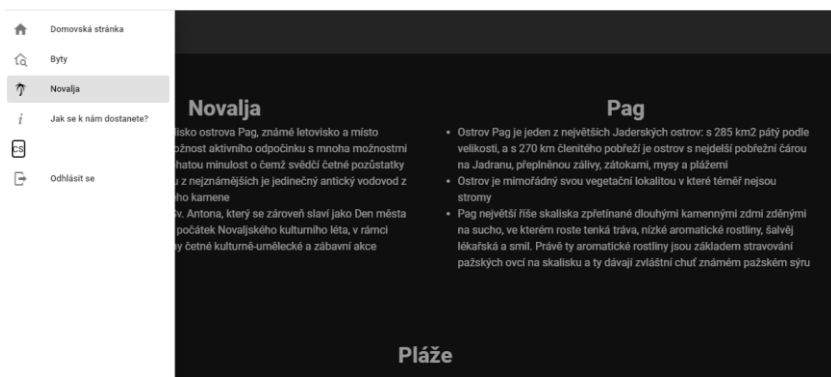 Domovská stránka
Byty
Novalja
Jak se k nám dostanete?
CS
Odhlásit se
Novalja
lisko ostrova Pag, známé letovisko a místo
ožnost aktivního odpočinku s mnoha možnostmi
hatou minulost o čemž svědčí četné pozůstatky
u z nejznámějších je jedinečný antický vodovod z
ho kamene
Sv. Antona, který se zároveň slaví jako Den města
počátek Novaljského kulturního léta, v rámci
y četné kulturně-umělecké a zábavní akce
Pag
• Ostrov Pag je jeden z největších Jaderských ostrov: s 285 km2 pátý podle
velikosti, a s 270 km členitého pobřeží je ostrov s nejdelší pobřežní čárou
na Jadranu, přeplněnou zálivy, zátokami, mysy a plážemi
• Ostrov je mimořádný svou vegetační lokalitou v které téměř nejsou
stromy
• Pag největší říše skaliska zpřetínané dlouhými kamennými zdmi zděnými
na sucho, ve kterém roste tenká tráva, nízké aromatické rostliny, šalvěj
lékařská a smil. Právě ty aromatické rostliny jsou základem stravování
pažských ovcí na skalisku a ty dávají zvláštní chuť známém pažském sýru
Pláže